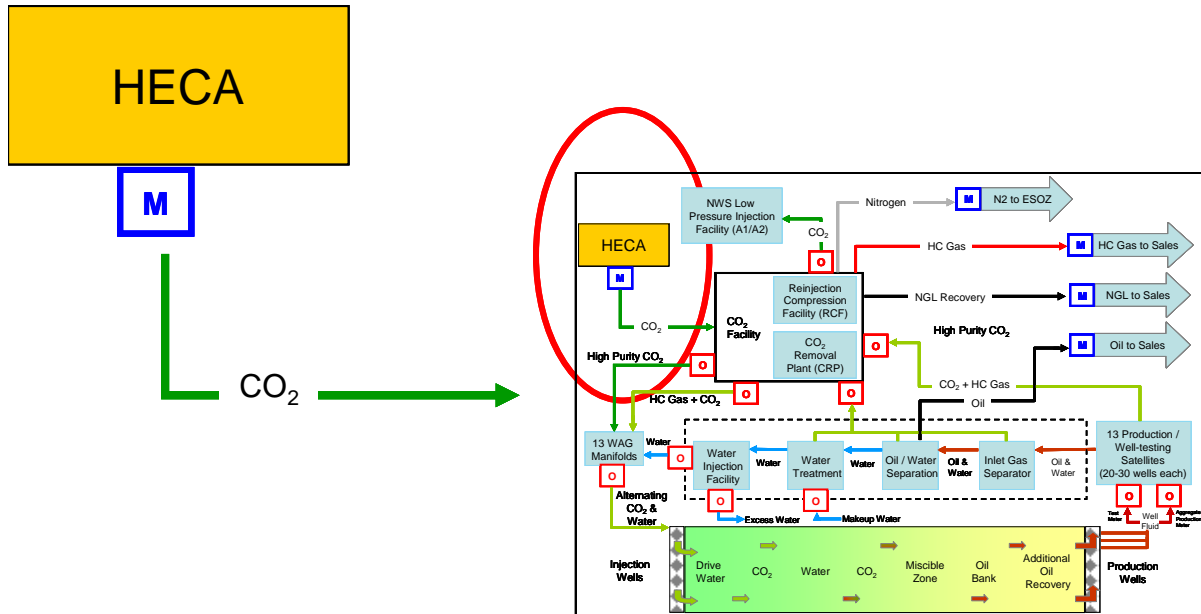 HECA
M
CO2
NWS Low
Pressure Injection
Facility (A1/A2)
CO2
O
Nitrogen
M
N2 to ESOZ
HECA
M
CO2
HC Gas
M
HC Gas to Sales
Reinjection
Compression
Facility (RCF)
CO2
Facility
NGL Recovery
M
NGL to Sales
High Purity CO2
CO2
Removal
Plant (CRP)
O
M
Oil to Sales
High Purity CO2
O
HC Gas + CO2
O
O
CO2 + HC Gas
Oil
13 WAG
Manifolds
O
Water
O
Water
Injection
Facility
Water
Water
Treatment
Water
Oil / Water
Separation
Oil &
Water
Inlet Gas
Separator
Oil &
Water
13 Production /
Well-testing
Satellites
(20-30 wells each)
O
O
O
O
Test
Meter
Well
Fluid
Aggregate
Production
Meter
Alternating
CO2 &
Water
Excess Water
Makeup Water
Injection
Wells
Drive
Water
CO2
Water
CO2
Miscible
Zone
Oil
Bank
Additional
Oil
Recovery
Production
Wells